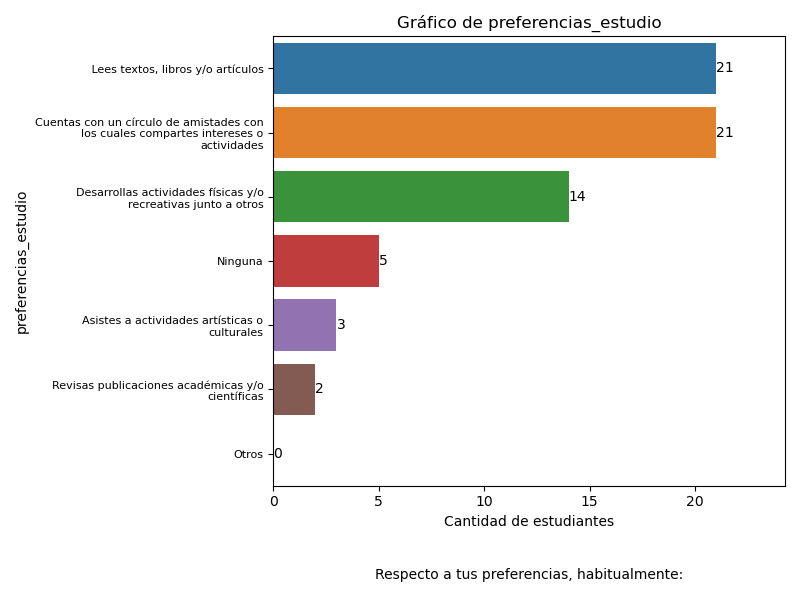 Gráfico de preferencias_estudio
Lees textos, libros y/o artículos
21
Cuentas con un círculo de amistades con
los cuales compartes intereses o
actividades
21
Desarrollas actividades físicas y/o
recreativas junto a otros
14
Ninguna
5
Asistes a actividades artísticas o
culturales
3
Revisas publicaciones académicas y/o
científicas
2
Otros
0
preferencias_estudio
0 5 10 15 20
Cantidad de estudiantes
Respecto a tus preferencias, habitualmente: